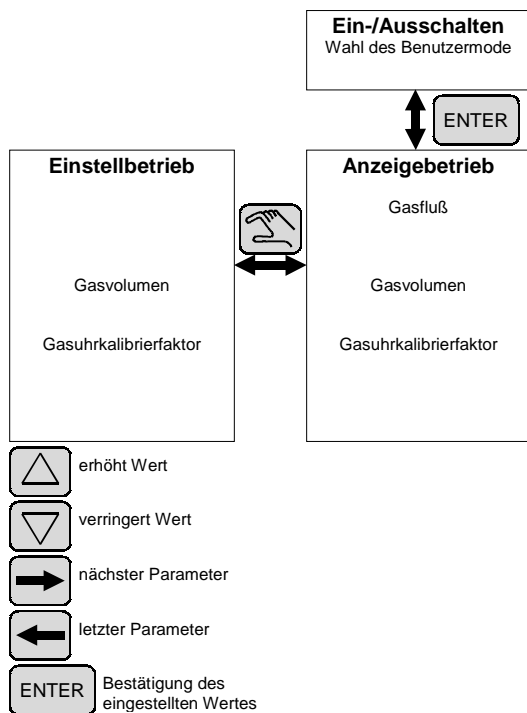 Ein-/Ausschalten
Wahl des Benutzermode
ENTER
Einstellbetrieb
Gasvolumen
Gasuhrkalibrierfaktor
Anzeigebetrieb
Gasfluß
Gasvolumen
Gasuhrkalibrierfaktor
erhöht Wert
verringert Wert
nächster Parameter
letzter Parameter
ENTER
Bestätigung des
eingestellten Wertes